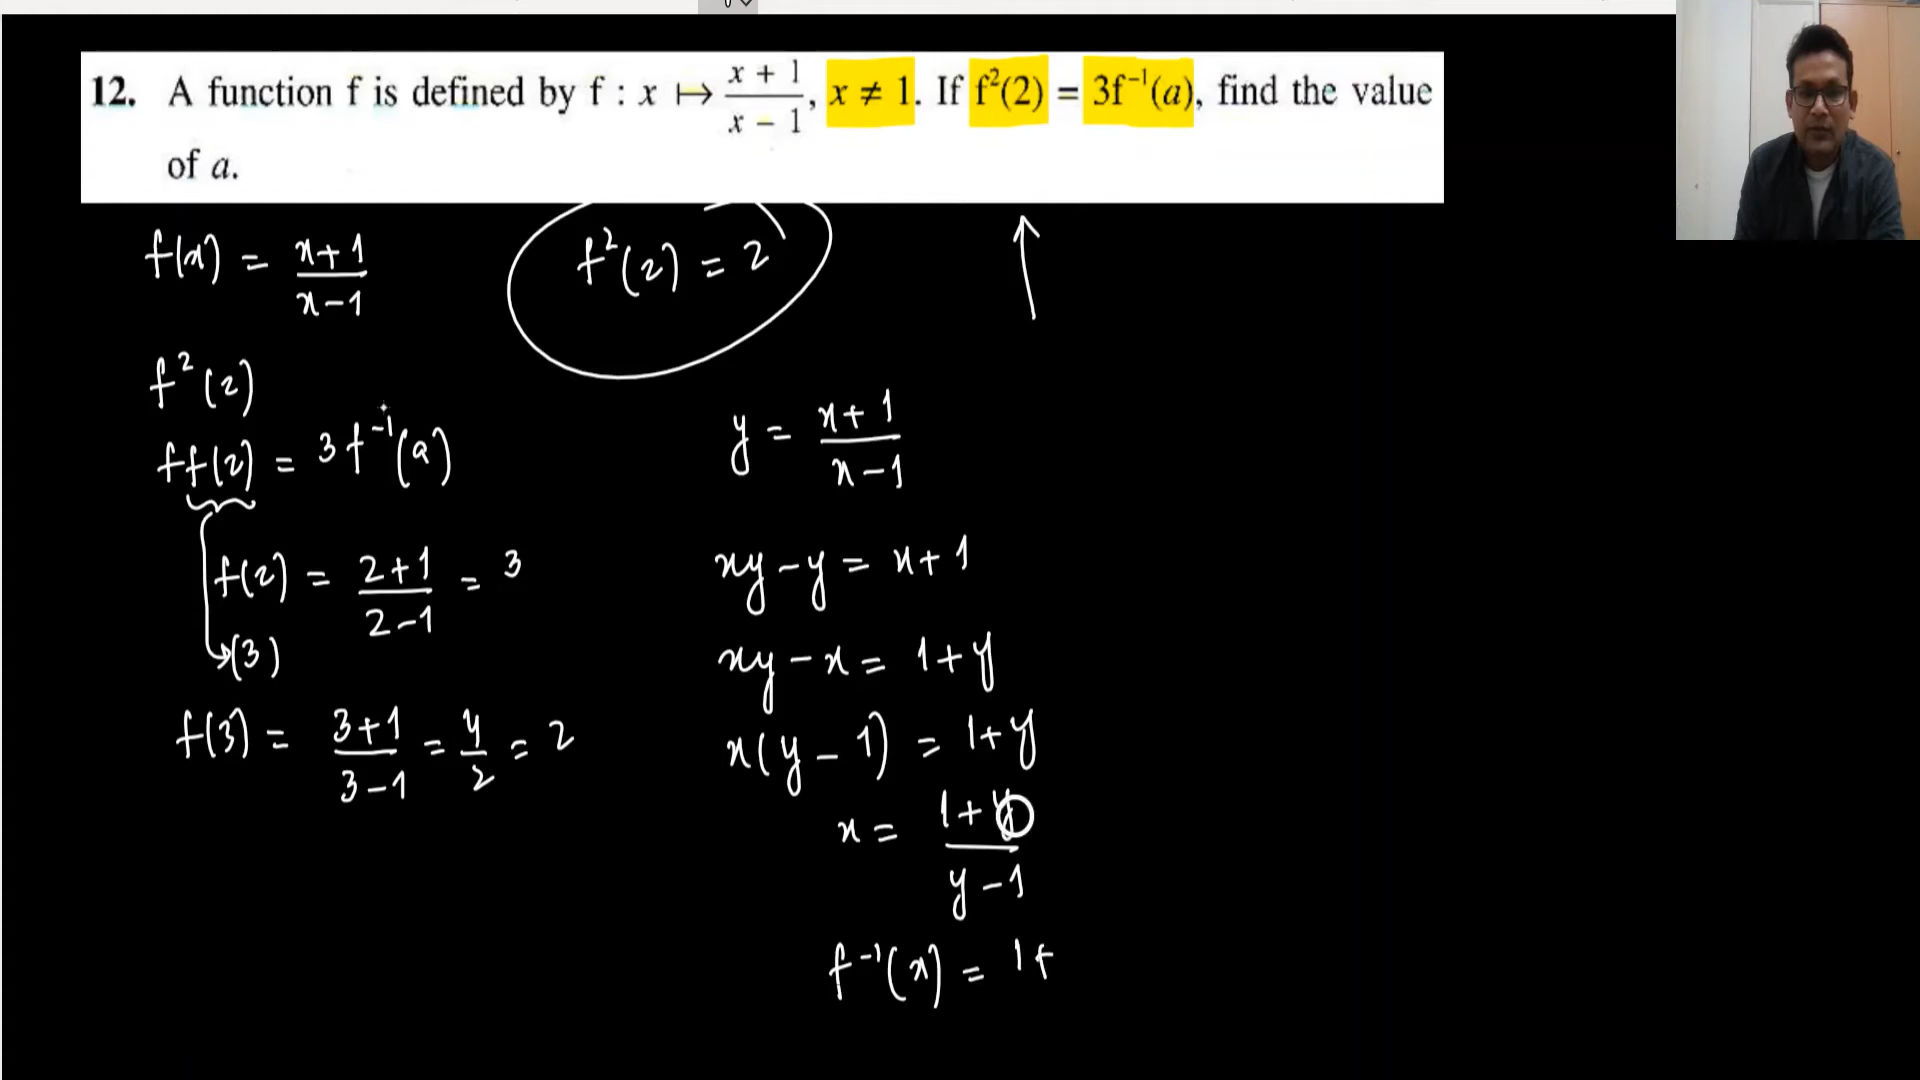 12. A function f is defined by f : x ↦ (x + 1)/(x − 1), x ≠ 1. If f²(2) = 3f⁻¹(a), find the value
of a.
f(x) = (x+1)/(x−1)
f²(2) = 2
f²(2)
ff(2) = 3f⁻¹(a)
f(2) = (2+1)/(2−1) = 3
(3)
f(3) = (3+1)/(3−1) = 4/2 = 2
y = (x+1)/(x−1)
xy − y = x+1
xy − x = 1+y
x(y − 1) = 1+y
x = (1+y)/(y−1)
f⁻¹(x) = 1+